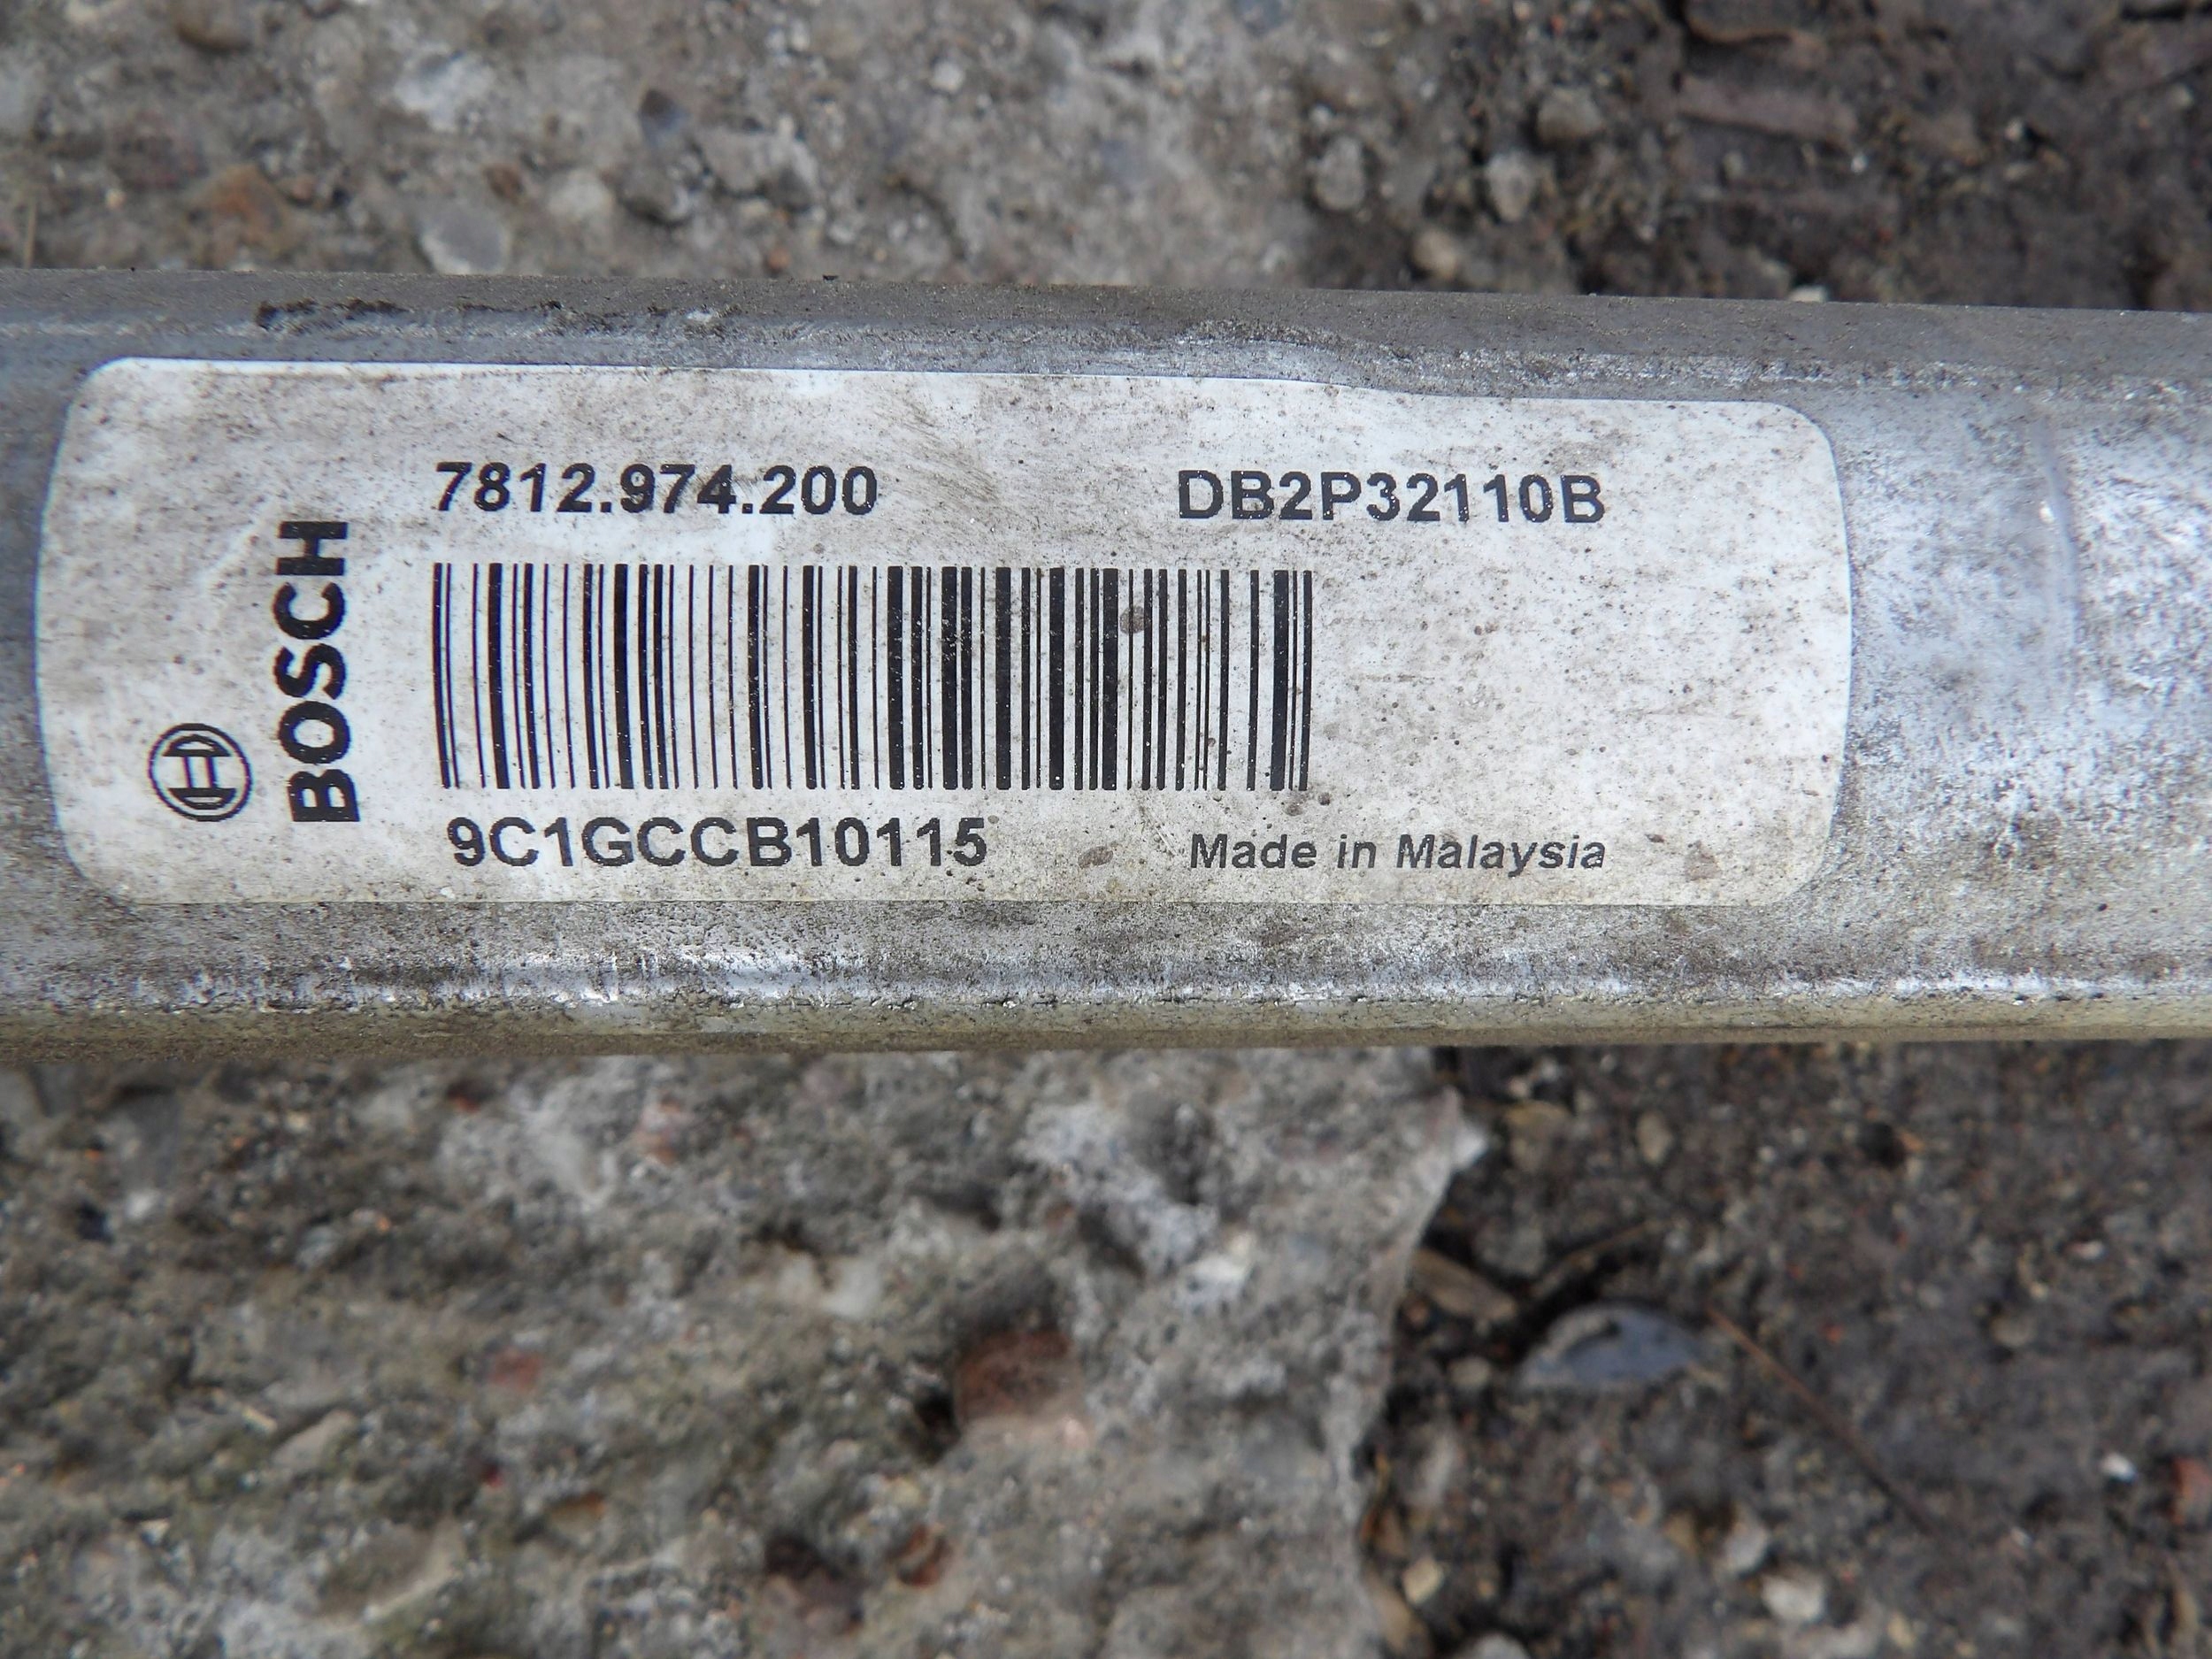 BOSCH
7812.974.200 DB2P32110B
9C1GCCB10115 Made in Malaysia